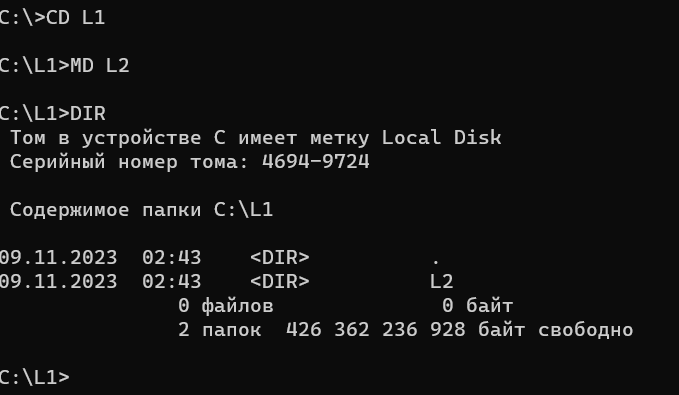 C:\>CD L1
C:\L1>MD L2
C:\L1>DIR
Том в устройстве C имеет метку Local Disk
Серийный номер тома: 4694-9724
Содержимое папки C:\L1
09.11.2023  02:43    <DIR>          .
09.11.2023  02:43    <DIR>          L2
0 файлов              0 байт
2 папок  426 362 236 928 байт свободно
C:\L1>